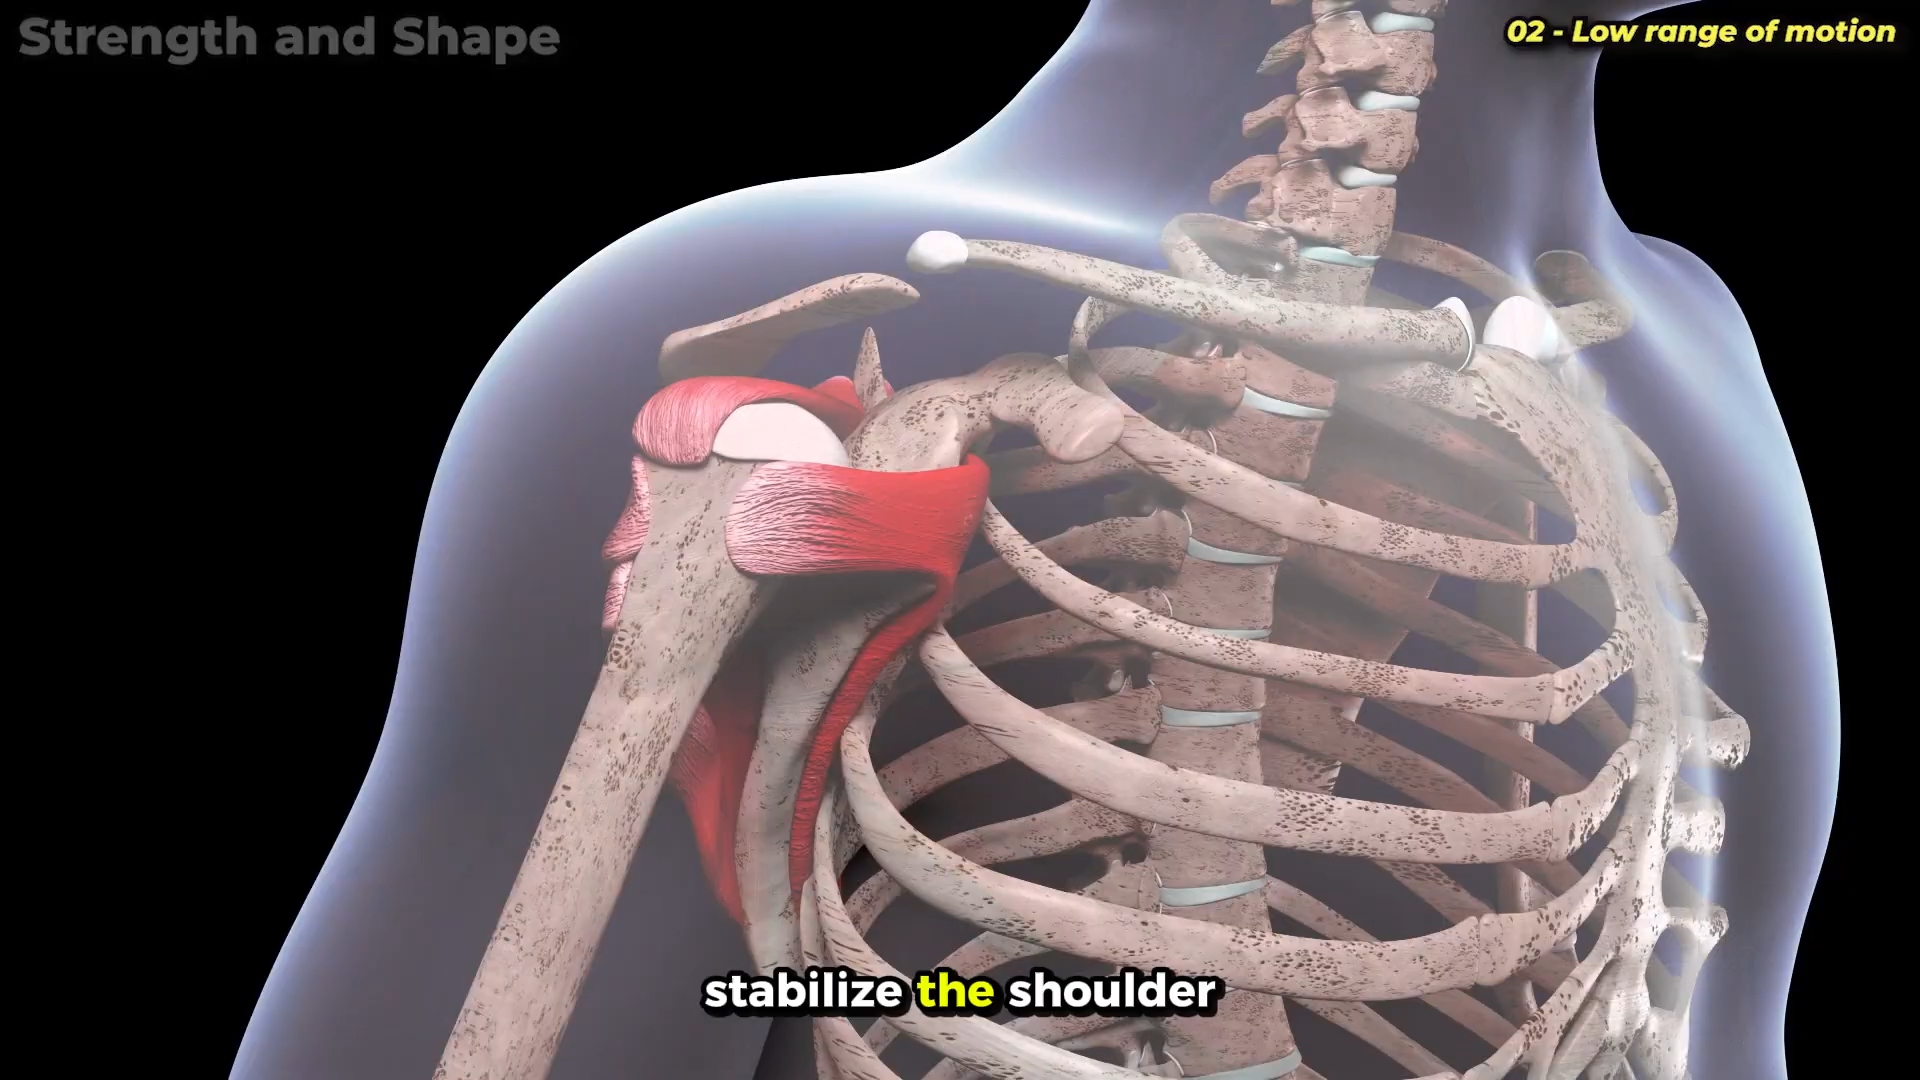 Strength and Shape
02 - Low range of motion
stabilize the shoulder